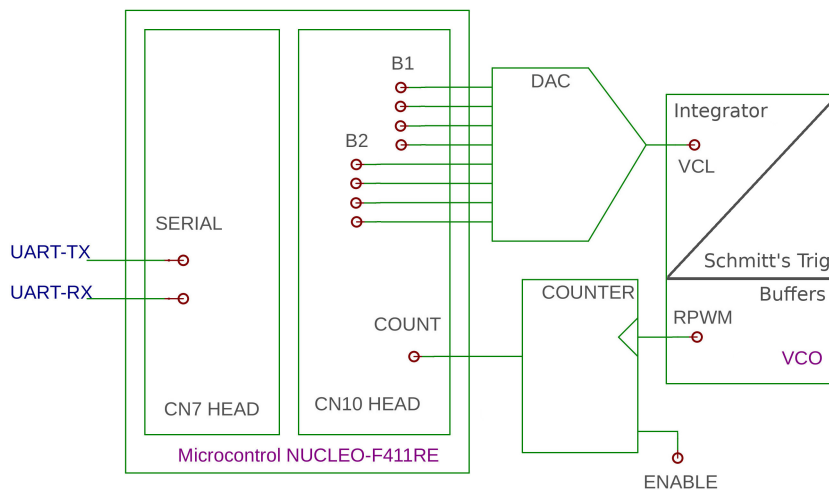 B1
DAC
Integrator
B2
VCL
SERIAL
UART-TX
Schmitt's Trig
UART-RX
COUNTER
Buffers
COUNT
RPWM
VCO
CN7 HEAD
CN10 HEAD
Microcontrol NUCLEO-F411RE
ENABLE